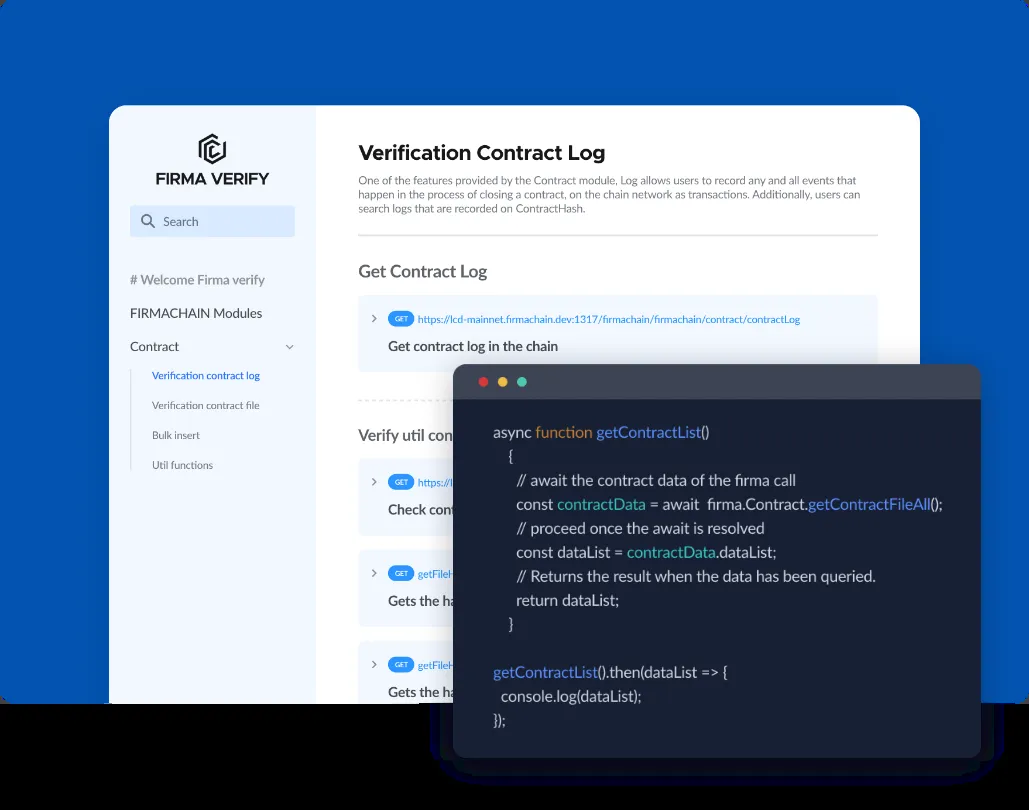 FIRMA VERIFY
Search
# Welcome Firma verify
FIRMACHAIN Modules
Contract
Verification contract log
Verification contract file
Bulk insert
Util functions
Verification Contract Log
One of the features provided by the Contract module, Log allows users to record any and all events that
happen in the process of closing a contract, on the chain network as transactions. Additionally, users can
search logs that are recorded on ContractHash.
Get Contract Log
GET https://lcd-mainnet.firmachain.dev:1317/firmachain/firmachain/contract/contractLog
Get contract log in the chain
Verify util con
GET https://l
Check cont
GET getFileH
Gets the ha
GET getFileH
Gets the ha
async function getContractList()
{
// await the contract data of the firma call
const contractData = await firma.Contract.getContractFileAll();
// proceed once the await is resolved
const dataList = contractData.dataList;
// Returns the result when the data has been queried.
return dataList;
}
getContractList().then(dataList => {
console.log(dataList);
});